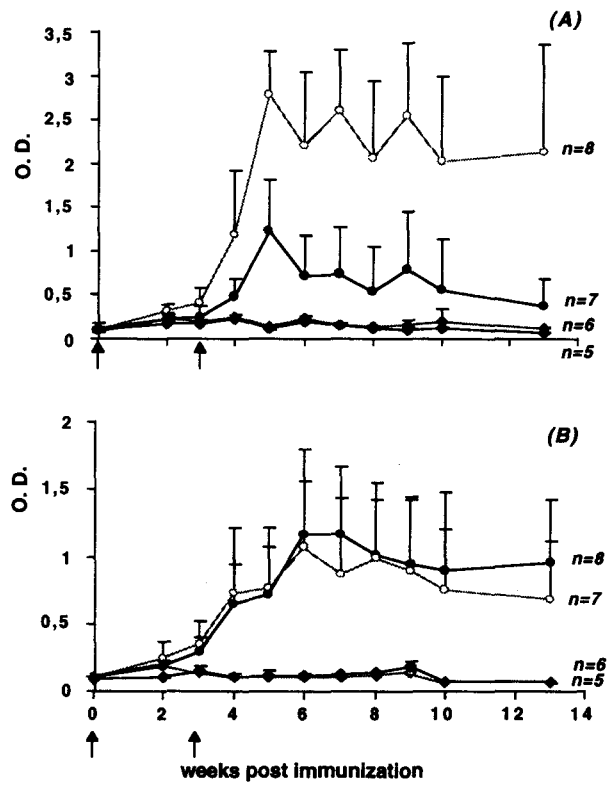 (A)
3,5
3
2,5
2
1,5
1
0,5
0
O. D.
n=8
n=7
n=6
n=5
(B)
2
1,5
1
0,5
0
O. D.
n=8
n=7
n=6
n=5
0 2 4 6 8 10 12 14
weeks post immunization